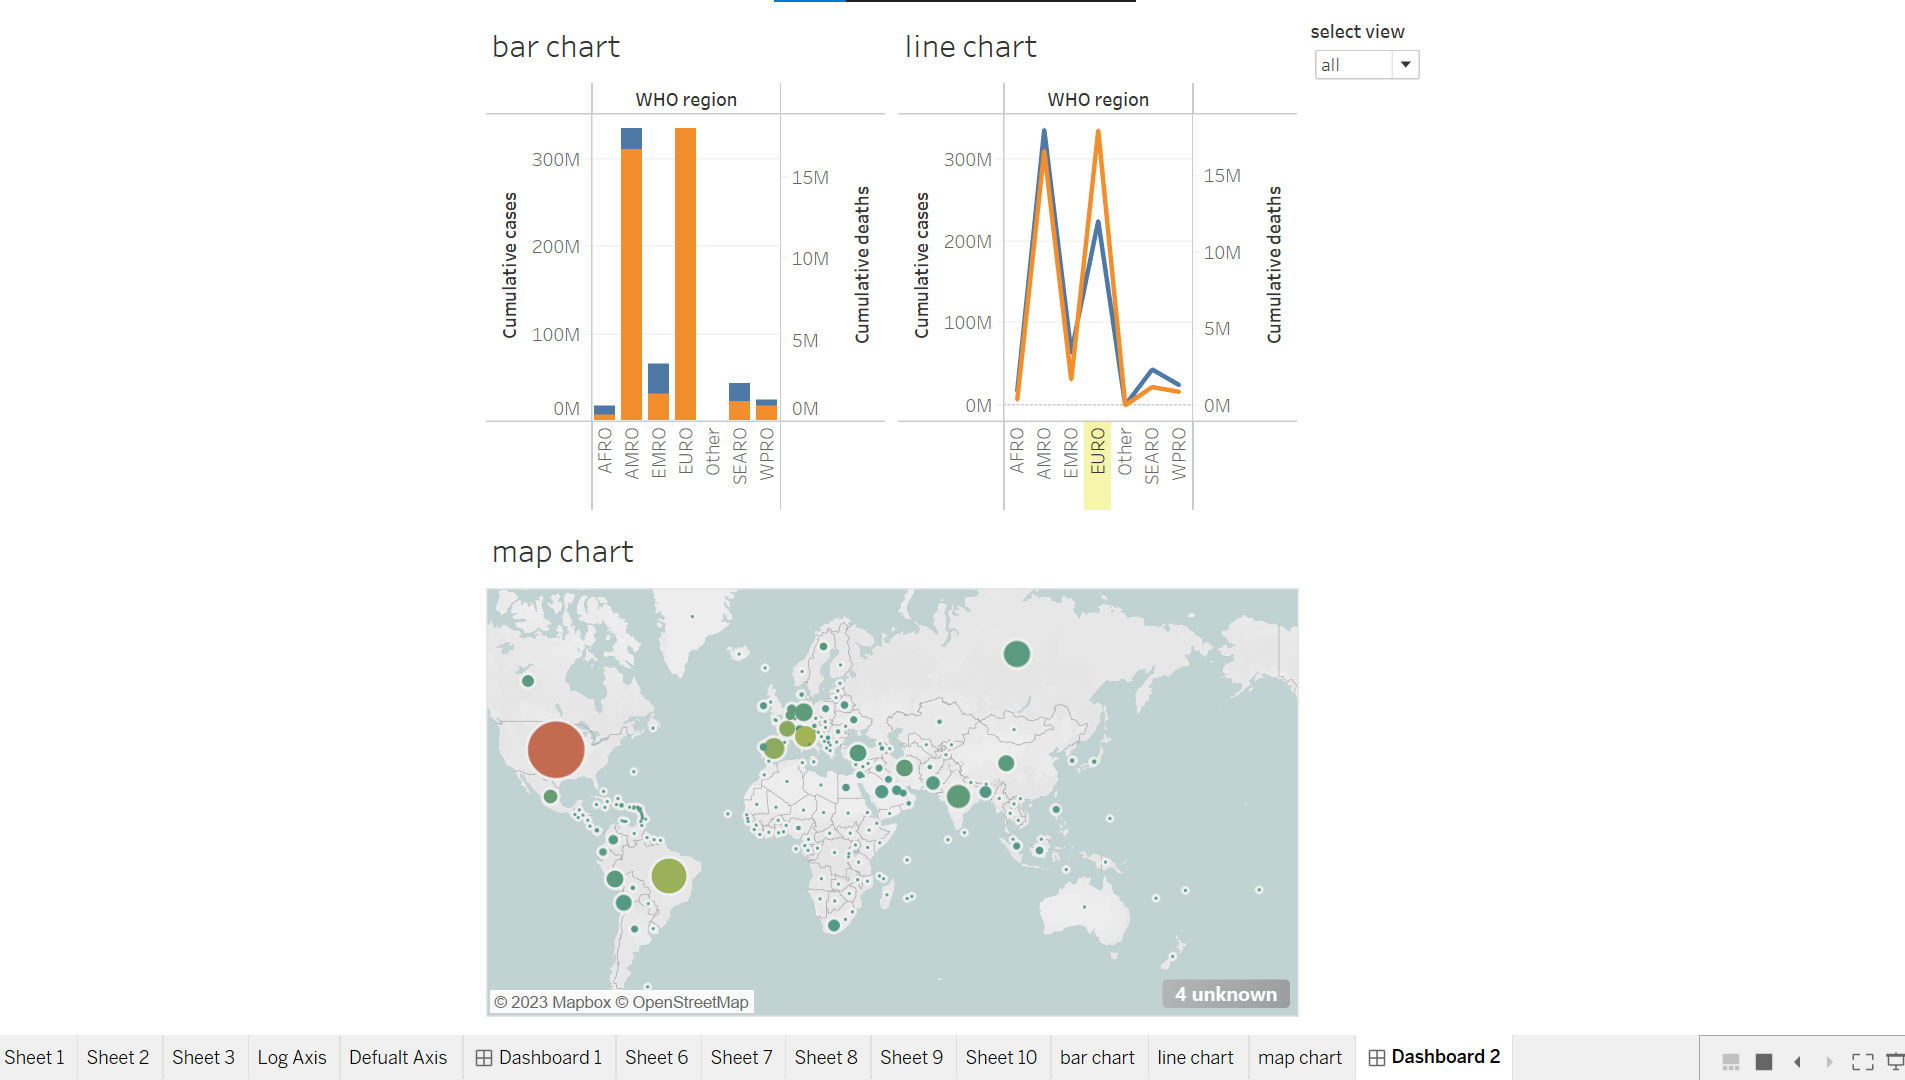 bar chart
line chart
select view
all
WHO region
Cumulative cases
300M
200M
100M
0M
15M
10M
5M
0M
Cumulative deaths
AFRO
AMRO
EMRO
EURO
Other
SEARO
WPRO
WHO region
Cumulative cases
300M
200M
100M
0M
15M
10M
5M
0M
Cumulative deaths
AFRO
AMRO
EMRO
EURO
Other
SEARO
WPRO
map chart
© 2023 Mapbox © OpenStreetMap
4 unknown
Sheet 1
Sheet 2
Sheet 3
Log Axis
Defualt Axis
Dashboard 1
Sheet 6
Sheet 7
Sheet 8
Sheet 9
Sheet 10
bar chart
line chart
map chart
Dashboard 2